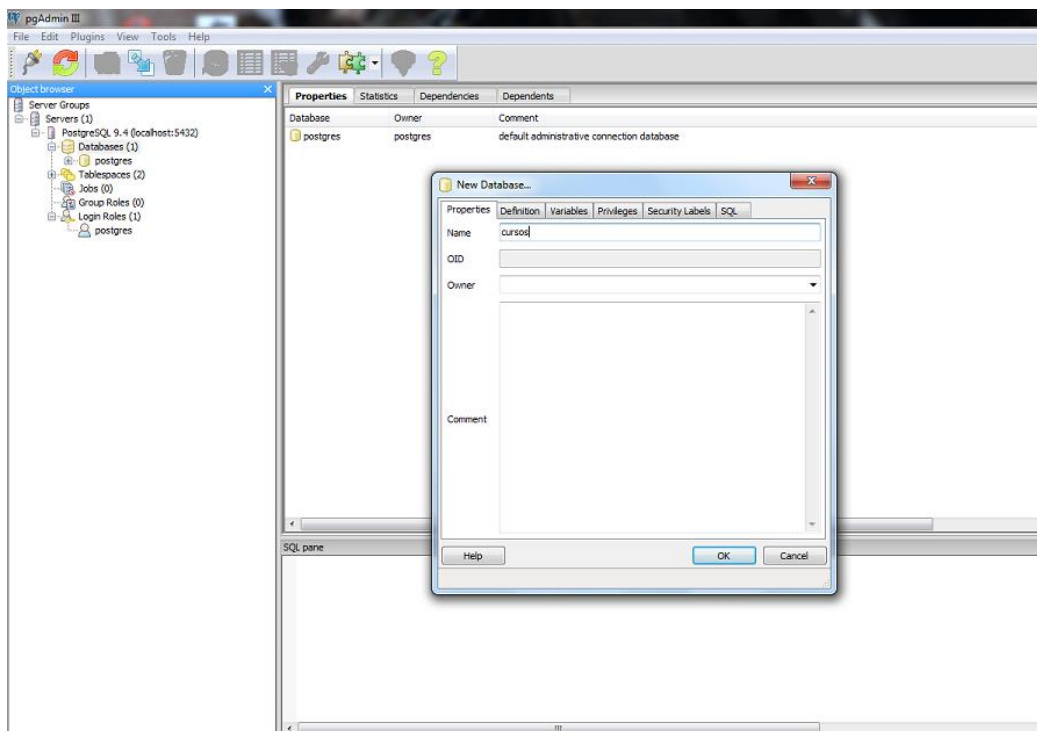 pgAdmin III
File Edit Plugins View Tools Help
Object browser
Server Groups
Servers (1)
PostgreSQL 9.4 (localhost:5432)
Databases (1)
postgres
Tablespaces (2)
Jobs (0)
Group Roles (0)
Login Roles (1)
postgres
Properties Statistics Dependencies Dependents
Database Owner Comment
postgres postgres default administrative connection database
New Database...
Properties Definition Variables Privileges Security Labels SQL
Name cursos
OID
Owner
Comment
Help OK Cancel
SQL pane